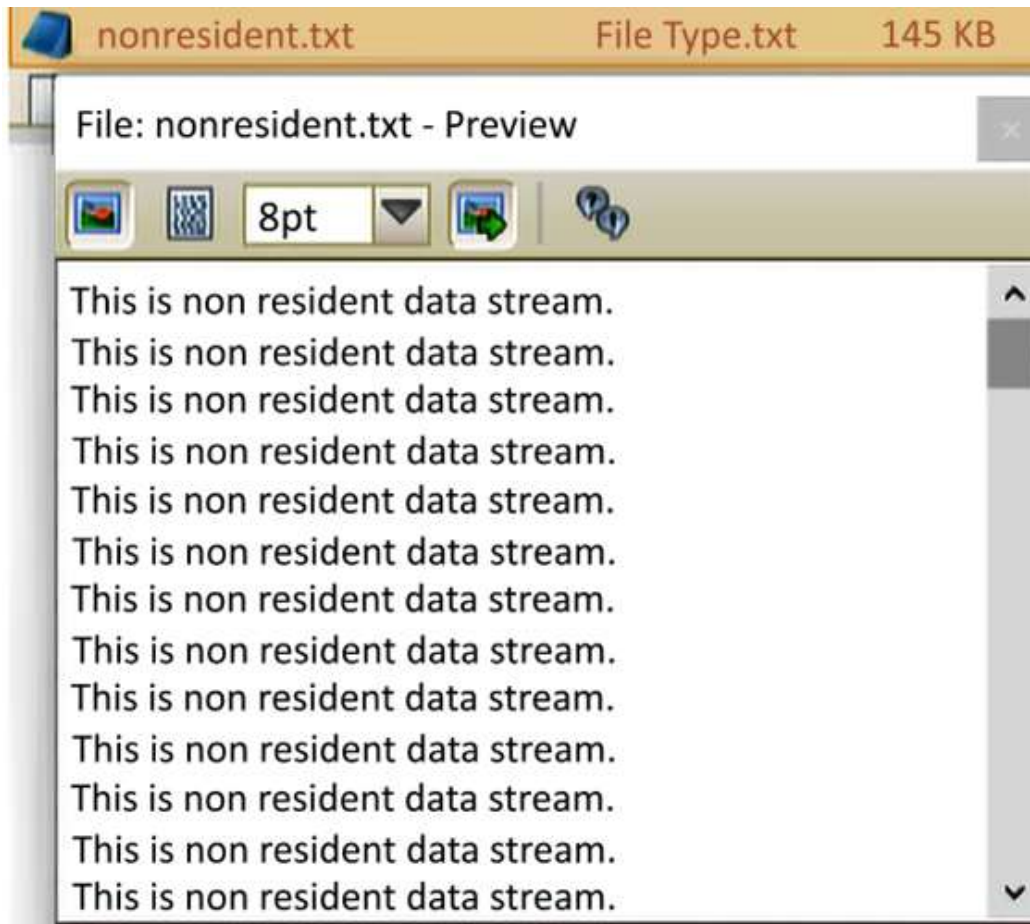 nonresident.txt File Type.txt 145 KB
File: nonresident.txt - Preview
8pt
This is non resident data stream.
This is non resident data stream.
This is non resident data stream.
This is non resident data stream.
This is non resident data stream.
This is non resident data stream.
This is non resident data stream.
This is non resident data stream.
This is non resident data stream.
This is non resident data stream.
This is non resident data stream.
This is non resident data stream.
This is non resident data stream.